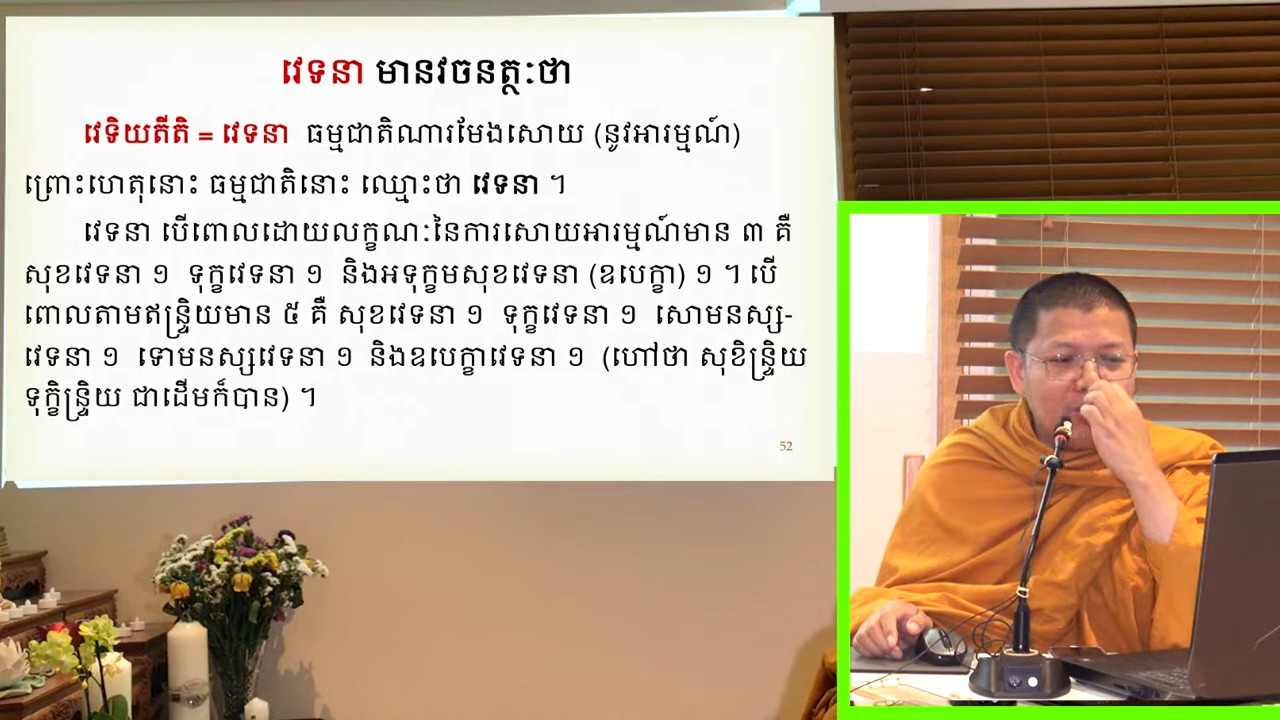 វេទនា មានវចនត្ថៈថា
វេទិយតីតិ = វេទនា ធម្មជាតិណារមែងសោយ (នូវអារម្មណ៍)
ព្រោះហេតុនោះ ធម្មជាតិនោះ ឈ្មោះថា វេទនា ។
វេទនា បើពោលដោយលក្ខណៈនៃការសោយអារម្មណ៍មាន ៣ គឺ
សុខវេទនា ១ ទុក្ខវេទនា ១ និងអទុក្ខមសុខវេទនា (ឧបេក្ខា) ១ ។ បើ
ពោលតាមឥន្ទ្រិយមាន ៥ គឺ សុខវេទនា ១ ទុក្ខវេទនា ១ សោមនស្ស-
វេទនា ១ ទោមនស្សវេទនា ១ និងឧបេក្ខាវេទនា ១ (ហៅថា សុខិន្ទ្រិយ
ទុក្ខិន្ទ្រិយ ជាដើមក៏បាន) ។
52